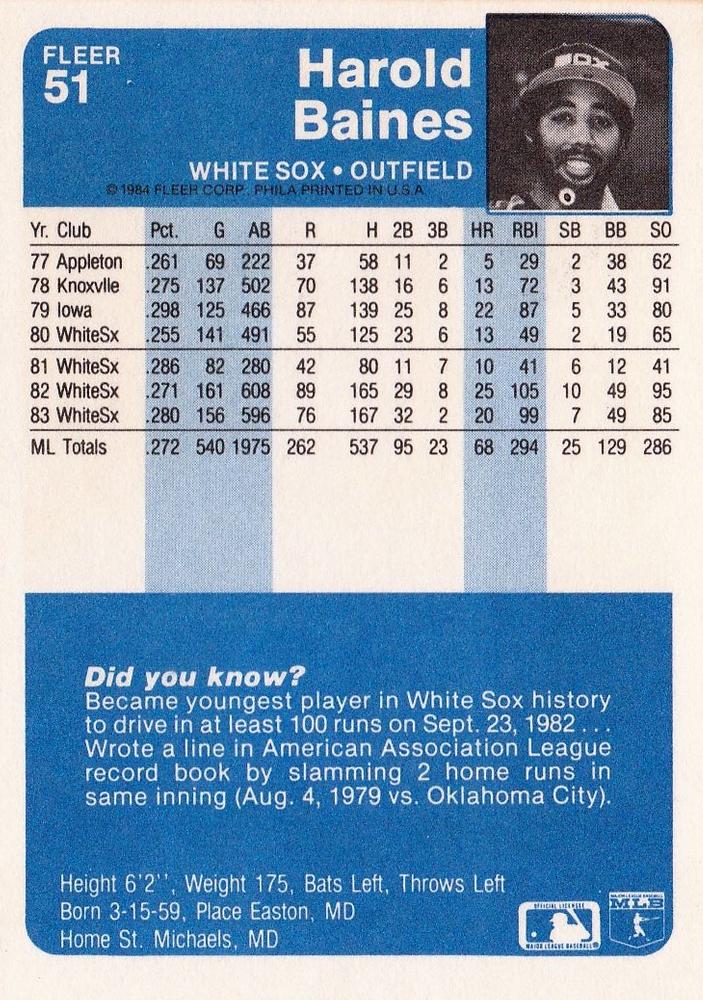 FLEER
51
Harold
Baines
WHITE SOX • OUTFIELD
© 1984 FLEER CORP. PHILA PRINTED IN U.S.A.
SOX
Yr. Club Pct. G AB R H 2B 3B HR RBI SB BB SO
77 Appleton .261 69 222 37 58 11 2 5 29 2 38 62
78 Knoxvlle .275 137 502 70 138 16 6 13 72 3 43 91
79 Iowa .298 125 466 87 139 25 8 22 87 5 33 80
80 WhiteSx .255 141 491 55 125 23 6 13 49 2 19 65
81 WhiteSx .286 82 280 42 80 11 7 10 41 6 12 41
82 WhiteSx .271 161 608 89 165 29 8 25 105 10 49 95
83 WhiteSx .280 156 596 76 167 32 2 20 99 7 49 85
ML Totals .272 540 1975 262 537 95 23 68 294 25 129 286
Did you know?
Became youngest player in White Sox history
to drive in at least 100 runs on Sept. 23, 1982 . . .
Wrote a line in American Association League
record book by slamming 2 home runs in
same inning (Aug. 4, 1979 vs. Oklahoma City).
Height 6'2'', Weight 175, Bats Left, Throws Left
Born 3-15-59, Place Easton, MD
Home St. Michaels, MD
OFFICIAL LICENSEE
MAJOR LEAGUE BASEBALL
MAJOR LEAGUE BASEBALL
MLB